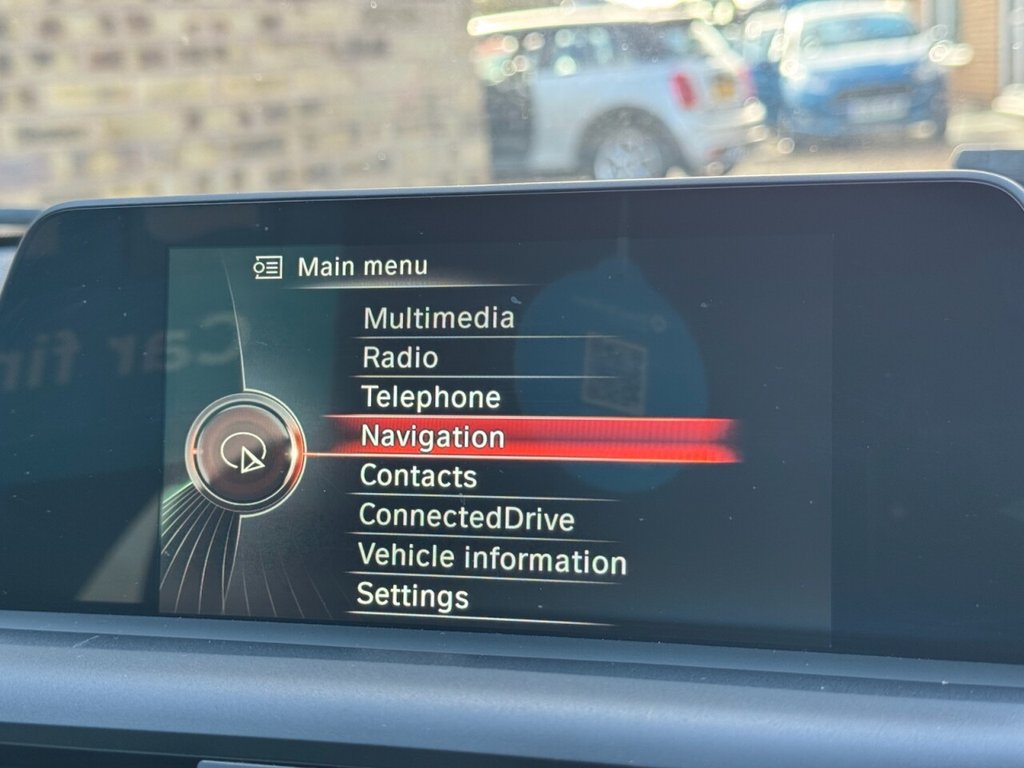 Main menu
Multimedia
Radio
Telephone
Navigation
Contacts
ConnectedDrive
Vehicle information
Settings